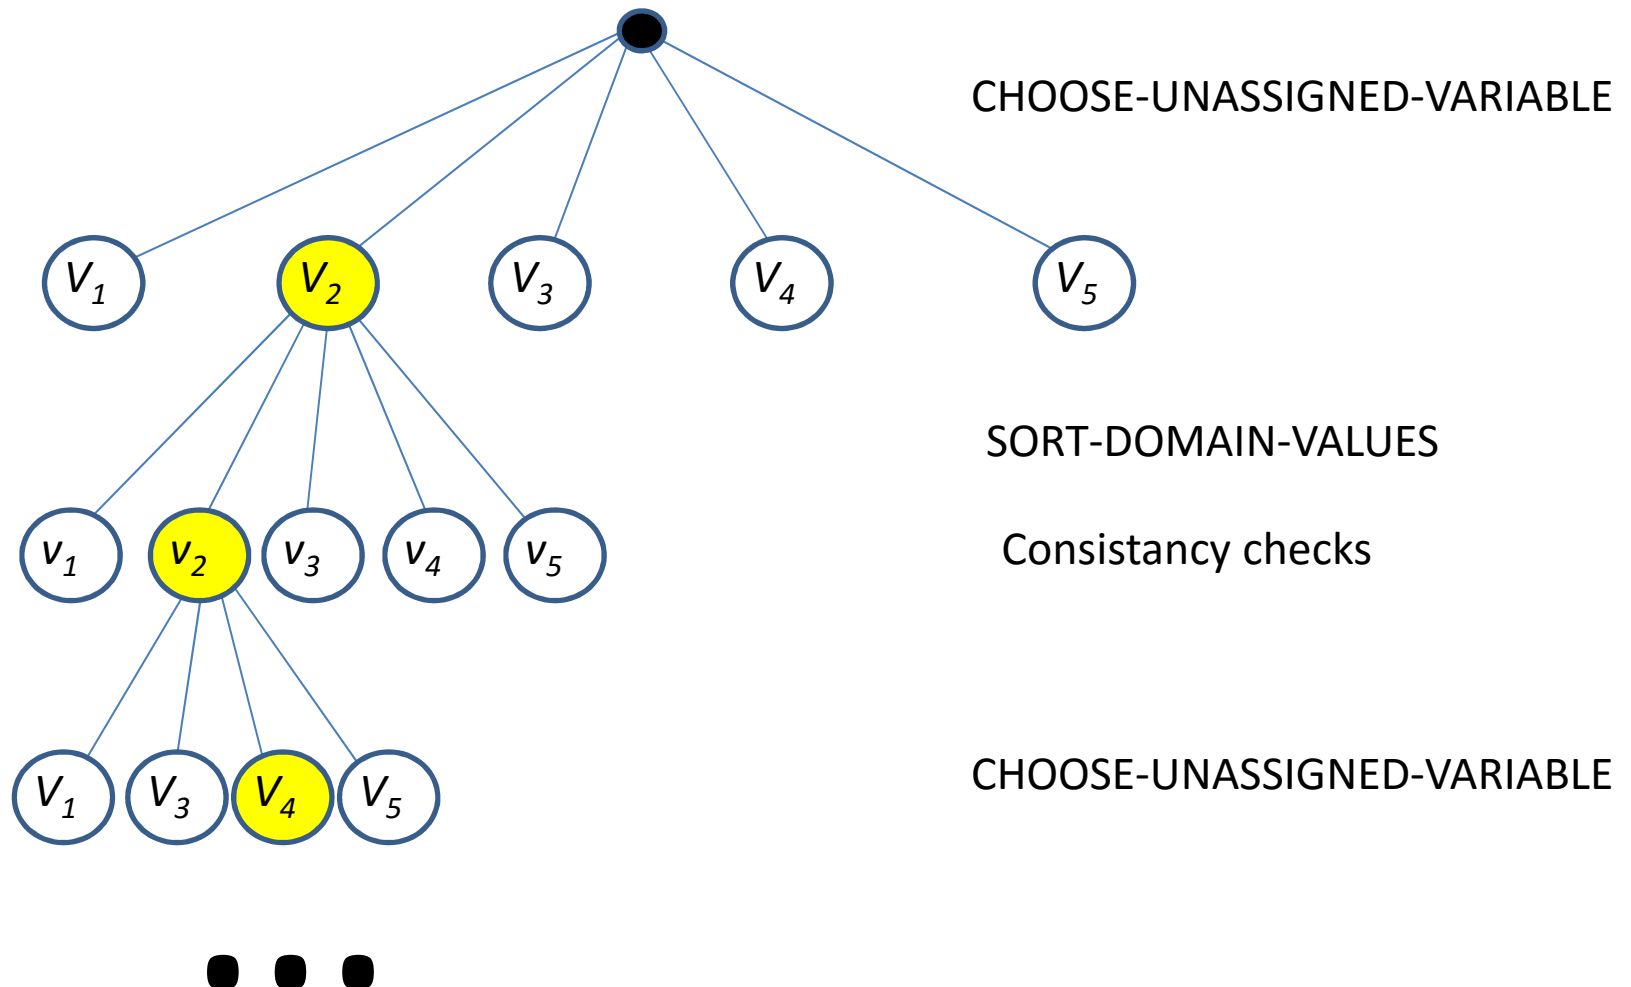 CHOOSE-UNASSIGNED-VARIABLE
V1 V2 V3 V4 V5
SORT-DOMAIN-VALUES
v1 v2 v3 v4 v5
Consistancy checks
V1 V3 V4 V5
CHOOSE-UNASSIGNED-VARIABLE
...